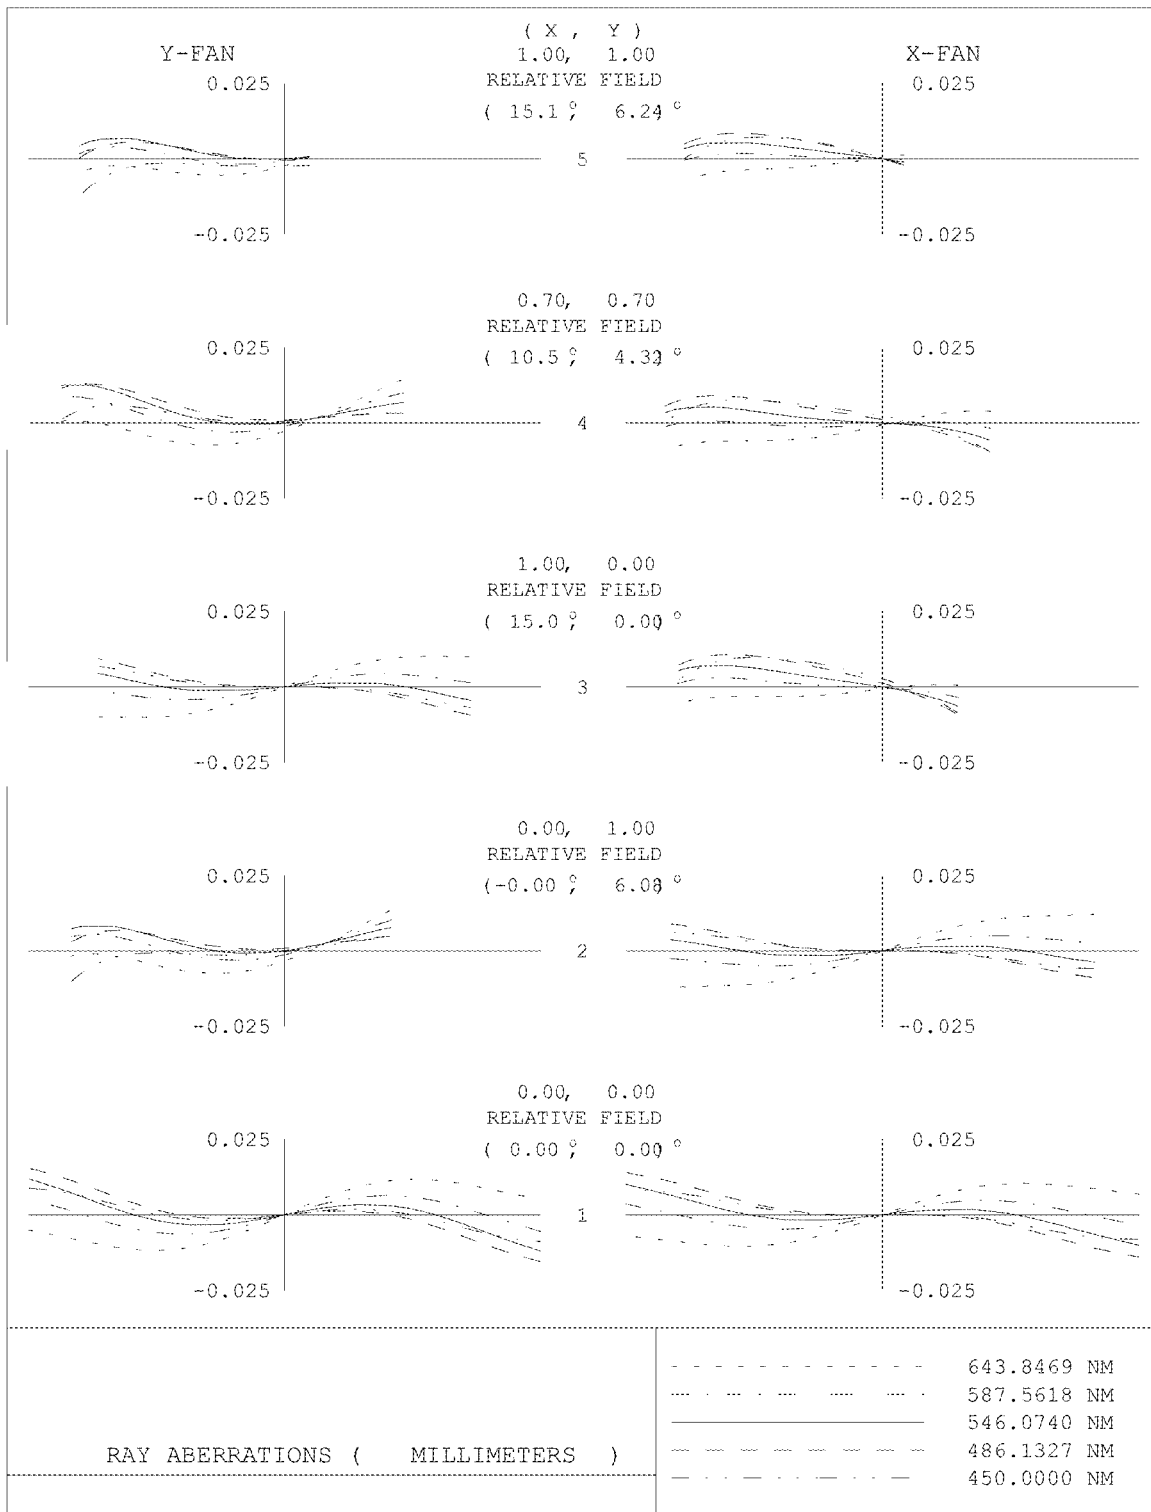 ( X , Y )
Y-FAN 1.00, 1.00 X-FAN
0.025 RELATIVE FIELD 0.025
( 15.1°, 6.24°
5
-0.025 -0.025
0.70, 0.70
RELATIVE FIELD
0.025 ( 10.5°, 4.32° 0.025
4
-0.025 -0.025
1.00, 0.00
RELATIVE FIELD
0.025 ( 15.0°, 0.00° 0.025
3
-0.025 -0.025
0.00, 1.00
RELATIVE FIELD
0.025 (-0.00°, 6.08° 0.025
2
-0.025 -0.025
0.00, 0.00
RELATIVE FIELD
0.025 ( 0.00°, 0.00° 0.025
1
-0.025 -0.025
643.8469 NM
587.5618 NM
546.0740 NM
486.1327 NM
450.0000 NM
RAY ABERRATIONS ( MILLIMETERS )